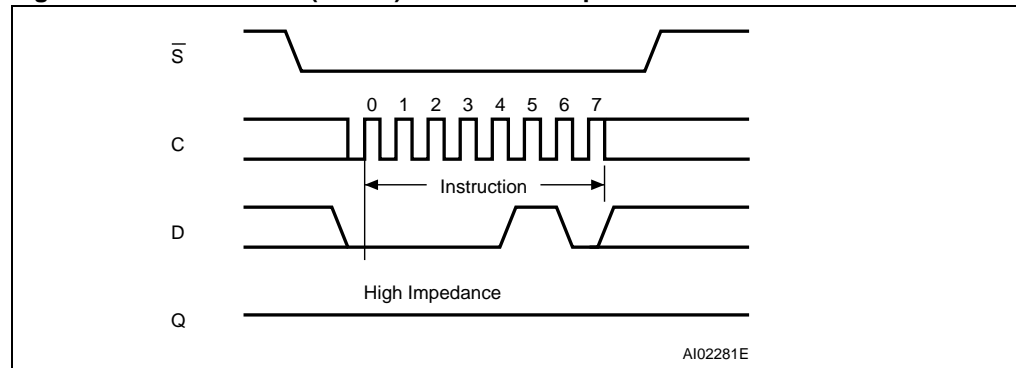 S̅
0 1 2 3 4 5 6 7
C
Instruction
D
High Impedance
Q
AI02281E